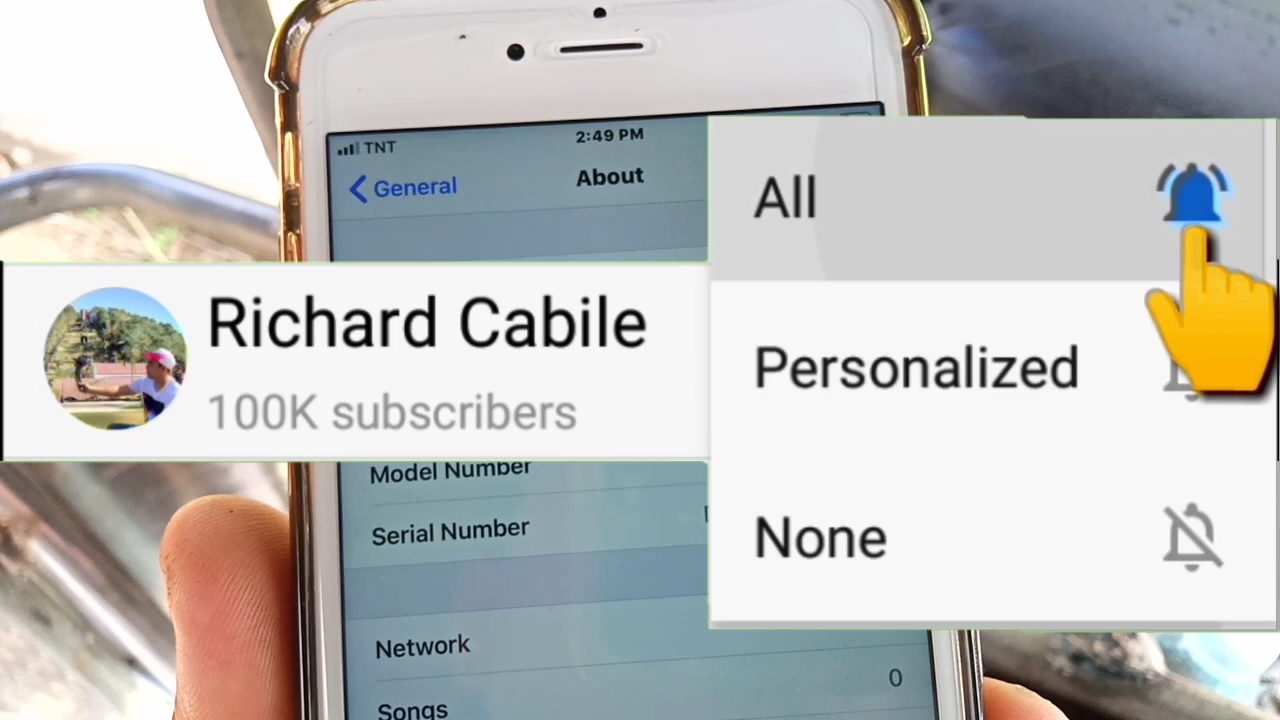 TNT
2:49 PM
General
About
Richard Cabile
100K subscribers
All
Personalized
None
Model Number
Serial Number
Network
Songs
0